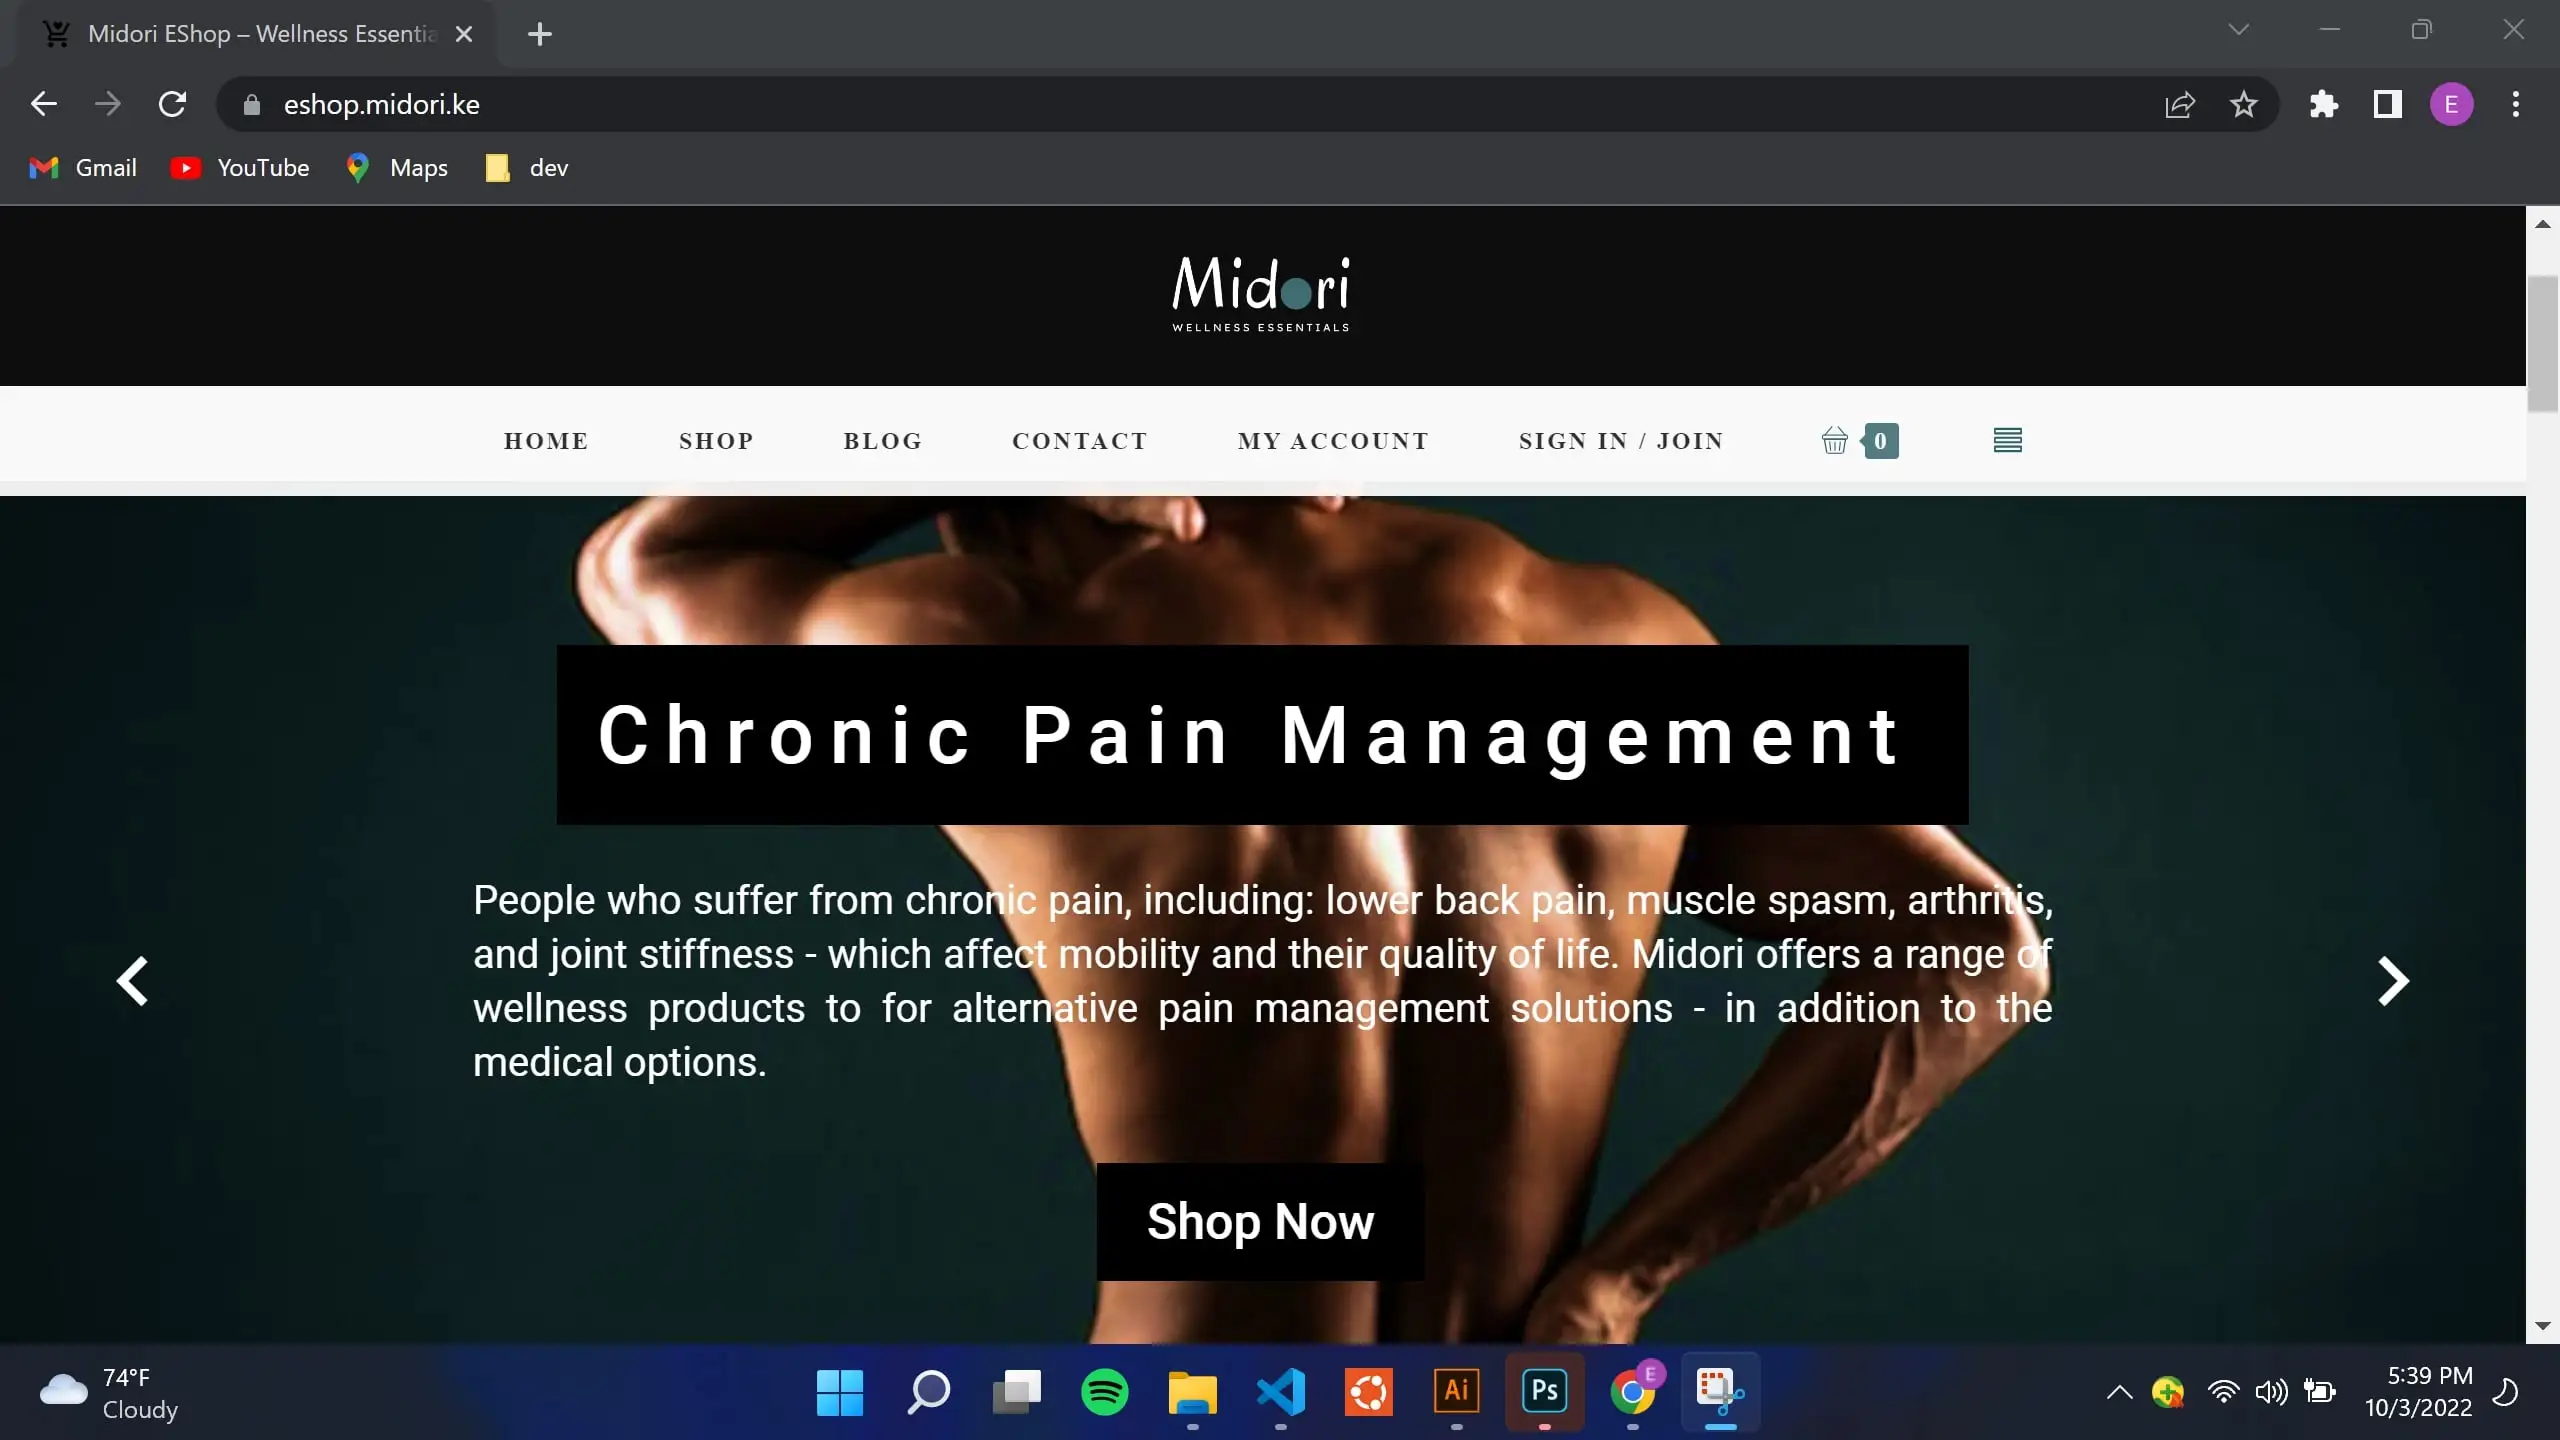 Midori EShop – Wellness Essentia
eshop.midori.ke
E
Gmail
YouTube
Maps
dev
Midori
WELLNESS ESSENTIALS
HOME
SHOP
BLOG
CONTACT
MY ACCOUNT
SIGN IN / JOIN
0
Chronic Pain Management
People who suffer from chronic pain, including: lower back pain, muscle spasm, arthritis,
and joint stiffness - which affect mobility and their quality of life. Midori offers a range of
wellness products to for alternative pain management solutions - in addition to the
medical options.
Shop Now
74°F
Cloudy
Ai
Ps
E
5:39 PM
10/3/2022